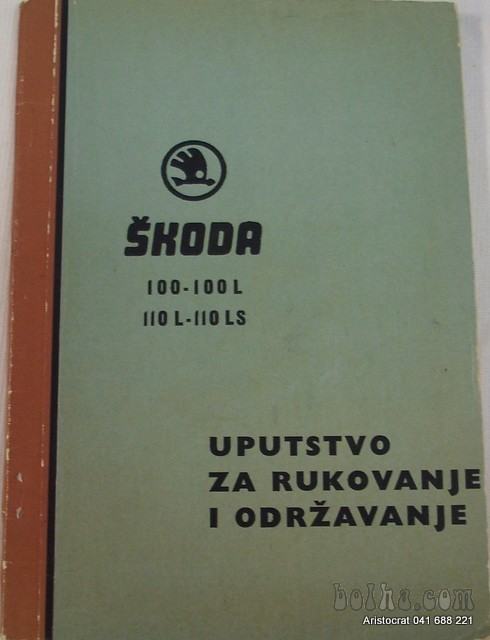 ŠKODA
100-100 L
110 L-110 LS
UPUTSTVO
ZA RUKOVANJE
I ODRŽAVANJE
bolha.com
Aristocrat 041 688 221